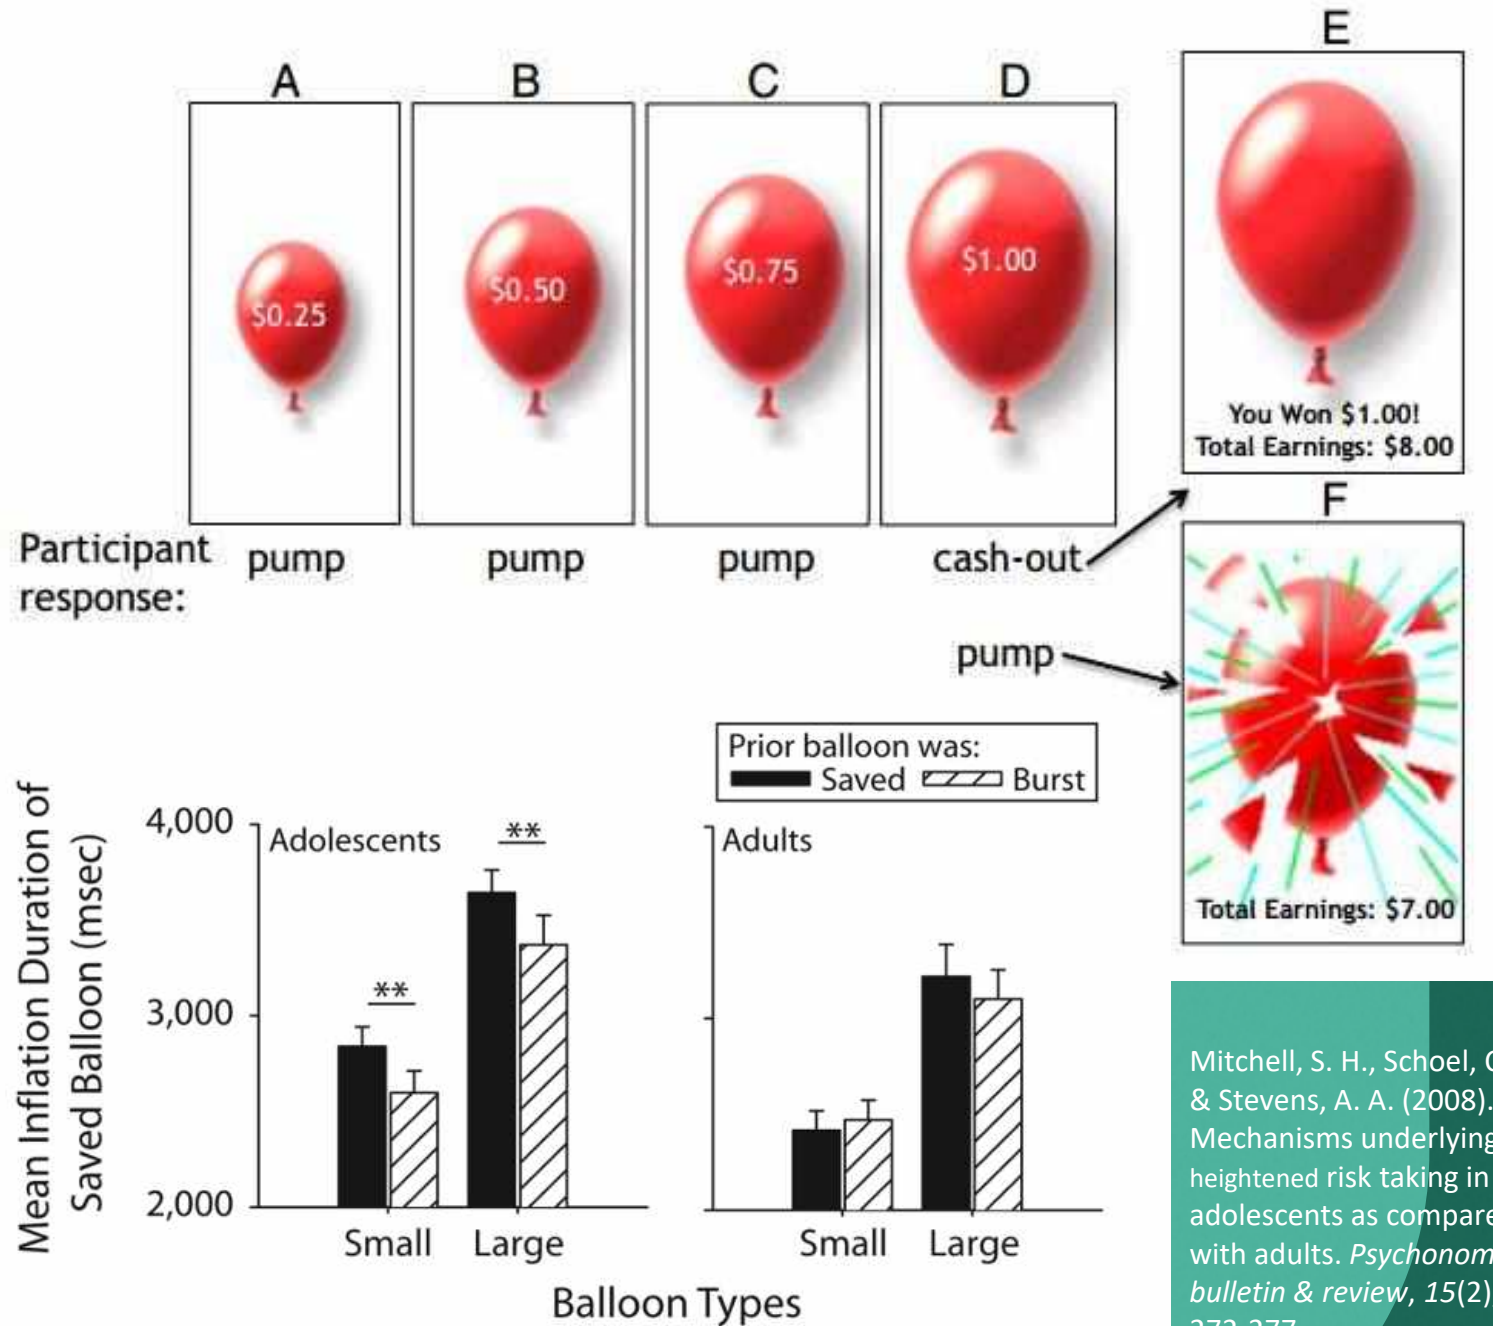 A
B
C
D
E
$0.25
$0.50
$0.75
$1.00
You Won $1.00!
Total Earnings: $8.00
Participant response:
pump
pump
pump
cash-out
pump
F
Total Earnings: $7.00
Prior balloon was:
Saved Burst
Mean Inflation Duration of
Saved Balloon (msec)
4,000
3,000
2,000
Adolescents
**
**
Small Large
Adults
Small Large
Balloon Types
Mitchell, S. H., Schoel,
& Stevens, A. A. (2008).
Mechanisms underlying
heightened risk taking in
adolescents as compare
with adults. Psychonom
bulletin & review, 15(2)